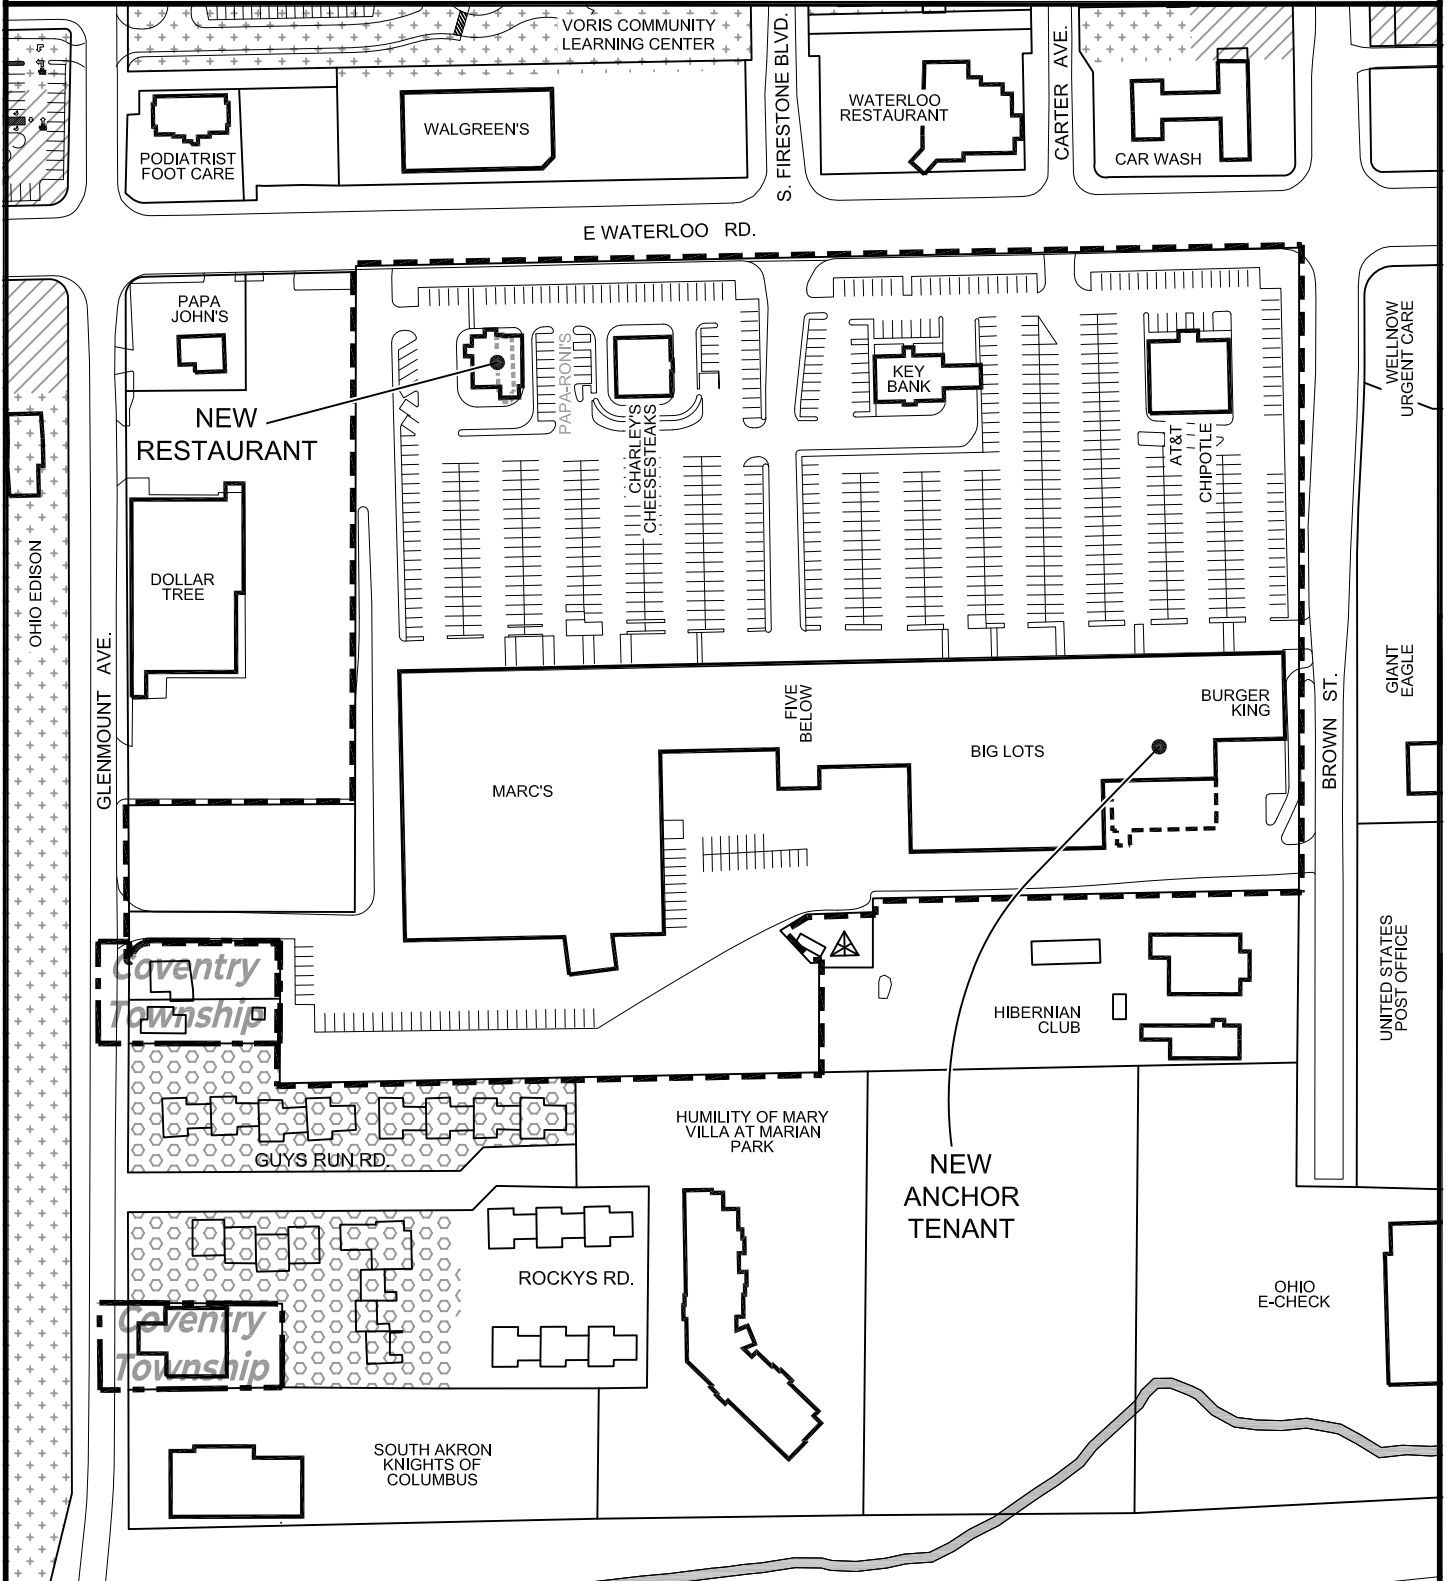 VORIS COMMUNITY
LEARNING CENTER
S. FIRESTONE BLVD.
CARTER AVE.
WALGREEN'S
WATERLOO
RESTAURANT
PODIATRIST
FOOT CARE
CAR WASH
E WATERLOO RD.
PAPA
JOHN'S
NEW
RESTAURANT
PAPA-RONI'S
CHARLEY'S
CHEESESTEAKS
KEY
BANK
AT&T
CHIPOTLE
WELLNOW
URGENT CARE
OHIO EDISON
DOLLAR
TREE
GLENMOUNT AVE.
MARC'S
FIVE
BELOW
BIG LOTS
BURGER
KING
BROWN ST.
GIANT
EAGLE
Coventry
Township
HIBERNIAN
CLUB
UNITED STATES
POST OFFICE
GUYS RUN RD.
HUMILITY OF MARY
VILLA AT MARIAN
PARK
NEW
ANCHOR
TENANT
ROCKYS RD.
OHIO
E-CHECK
Coventry
Township
SOUTH AKRON
KNIGHTS OF
COLUMBUS